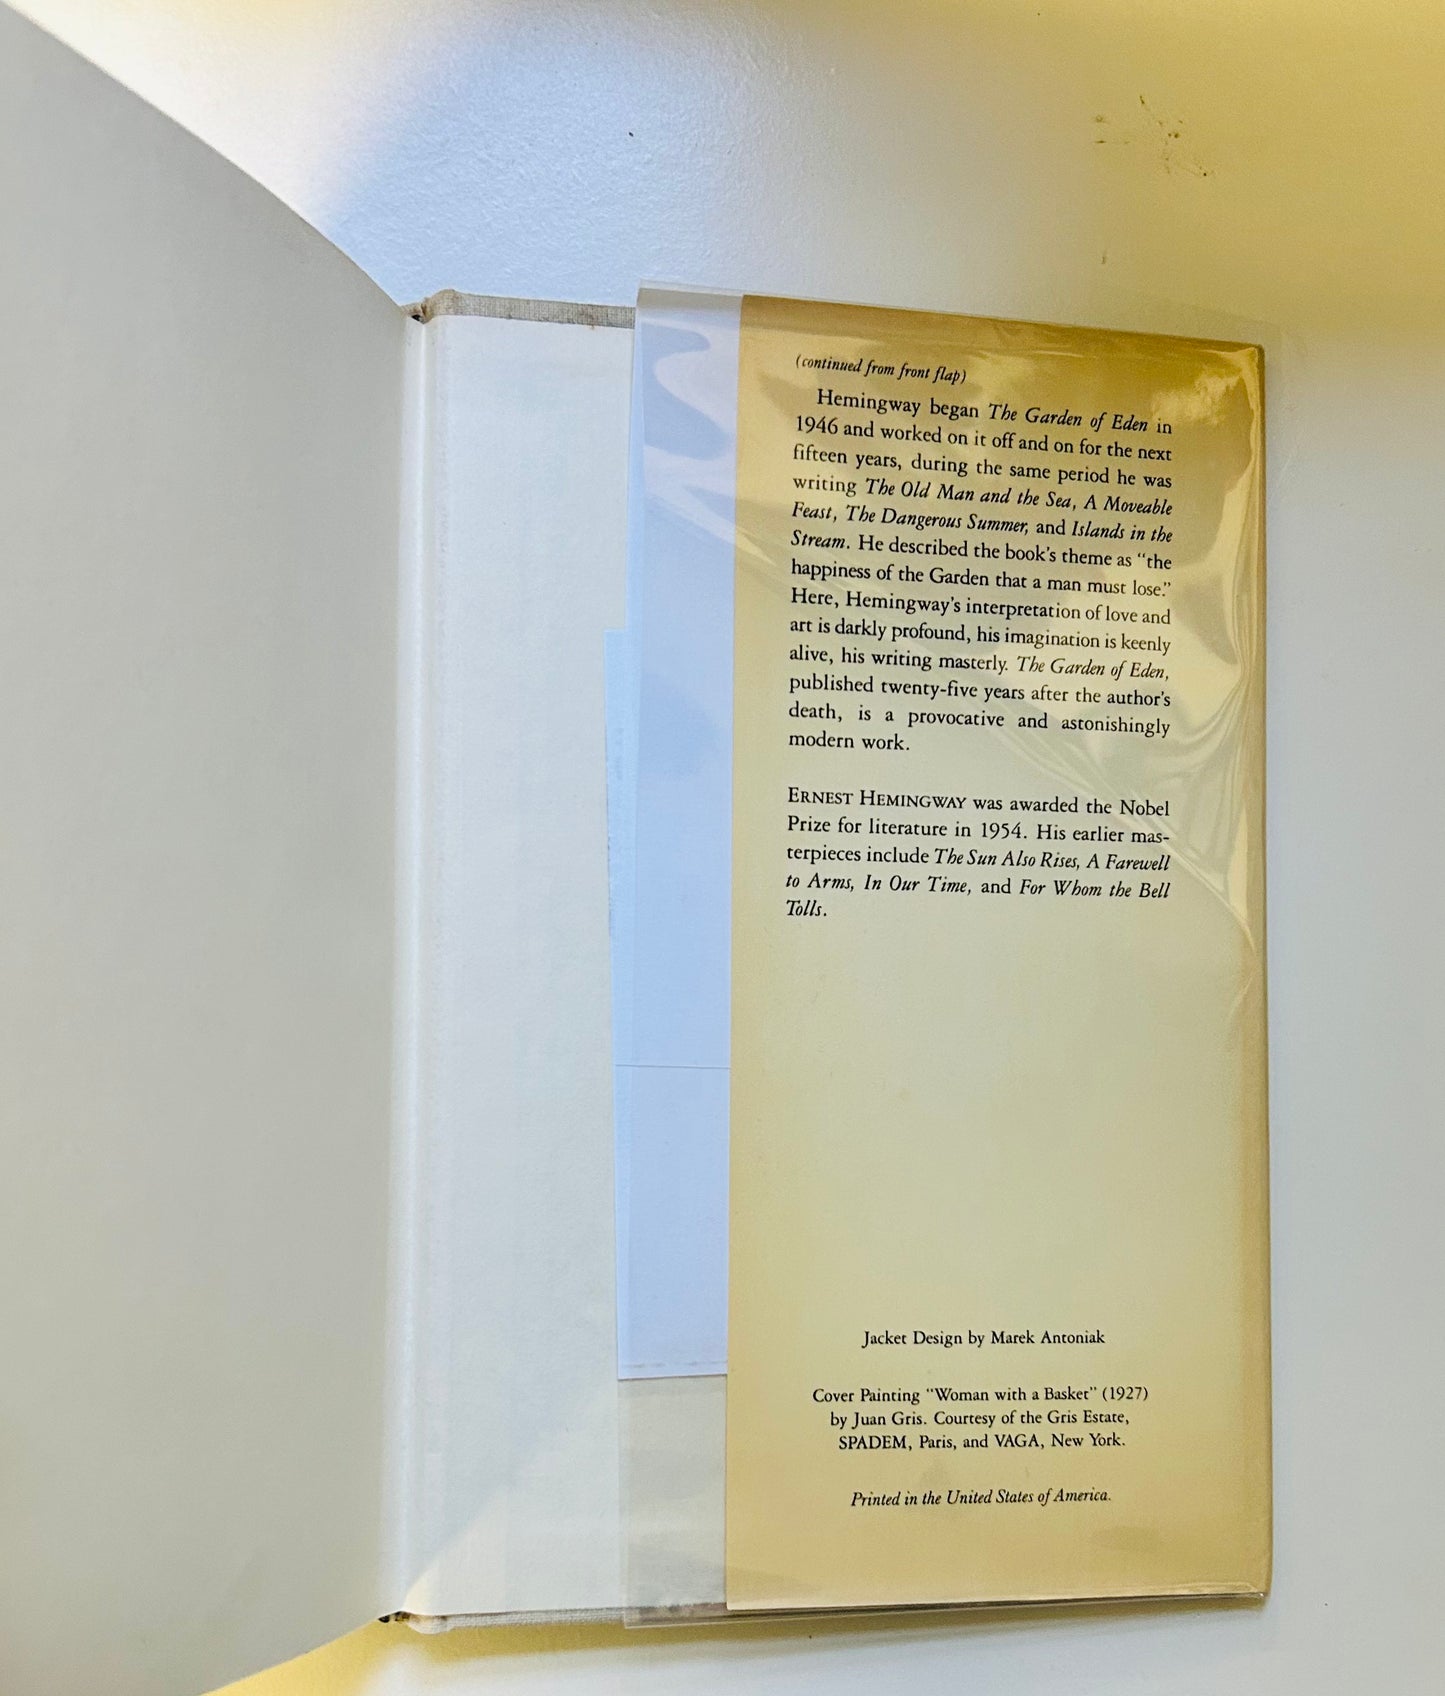 (continued from front flap)
Hemingway began The Garden of Eden in
1946 and worked on it off and on for the next
fifteen years, during the same period he was
writing The Old Man and the Sea, A Moveable
Feast, The Dangerous Summer, and Islands in the
Stream. He described the book's theme as “the
happiness of the Garden that a man must lose.”
Here, Hemingway's interpretation of love and
art is darkly profound, his imagination is keenly
alive, his writing masterly. The Garden of Eden,
published twenty-five years after the author's
death, is a provocative and astonishingly
modern work.
ERNEST HEMINGWAY was awarded the Nobel
Prize for literature in 1954. His earlier mas-
terpieces include The Sun Also Rises, A Farewell
to Arms, In Our Time, and For Whom the Bell
Tolls.
Jacket Design by Marek Antoniak
Cover Painting “Woman with a Basket” (1927)
by Juan Gris. Courtesy of the Gris Estate,
SPADEM, Paris, and VAGA, New York.
Printed in the United States of America.